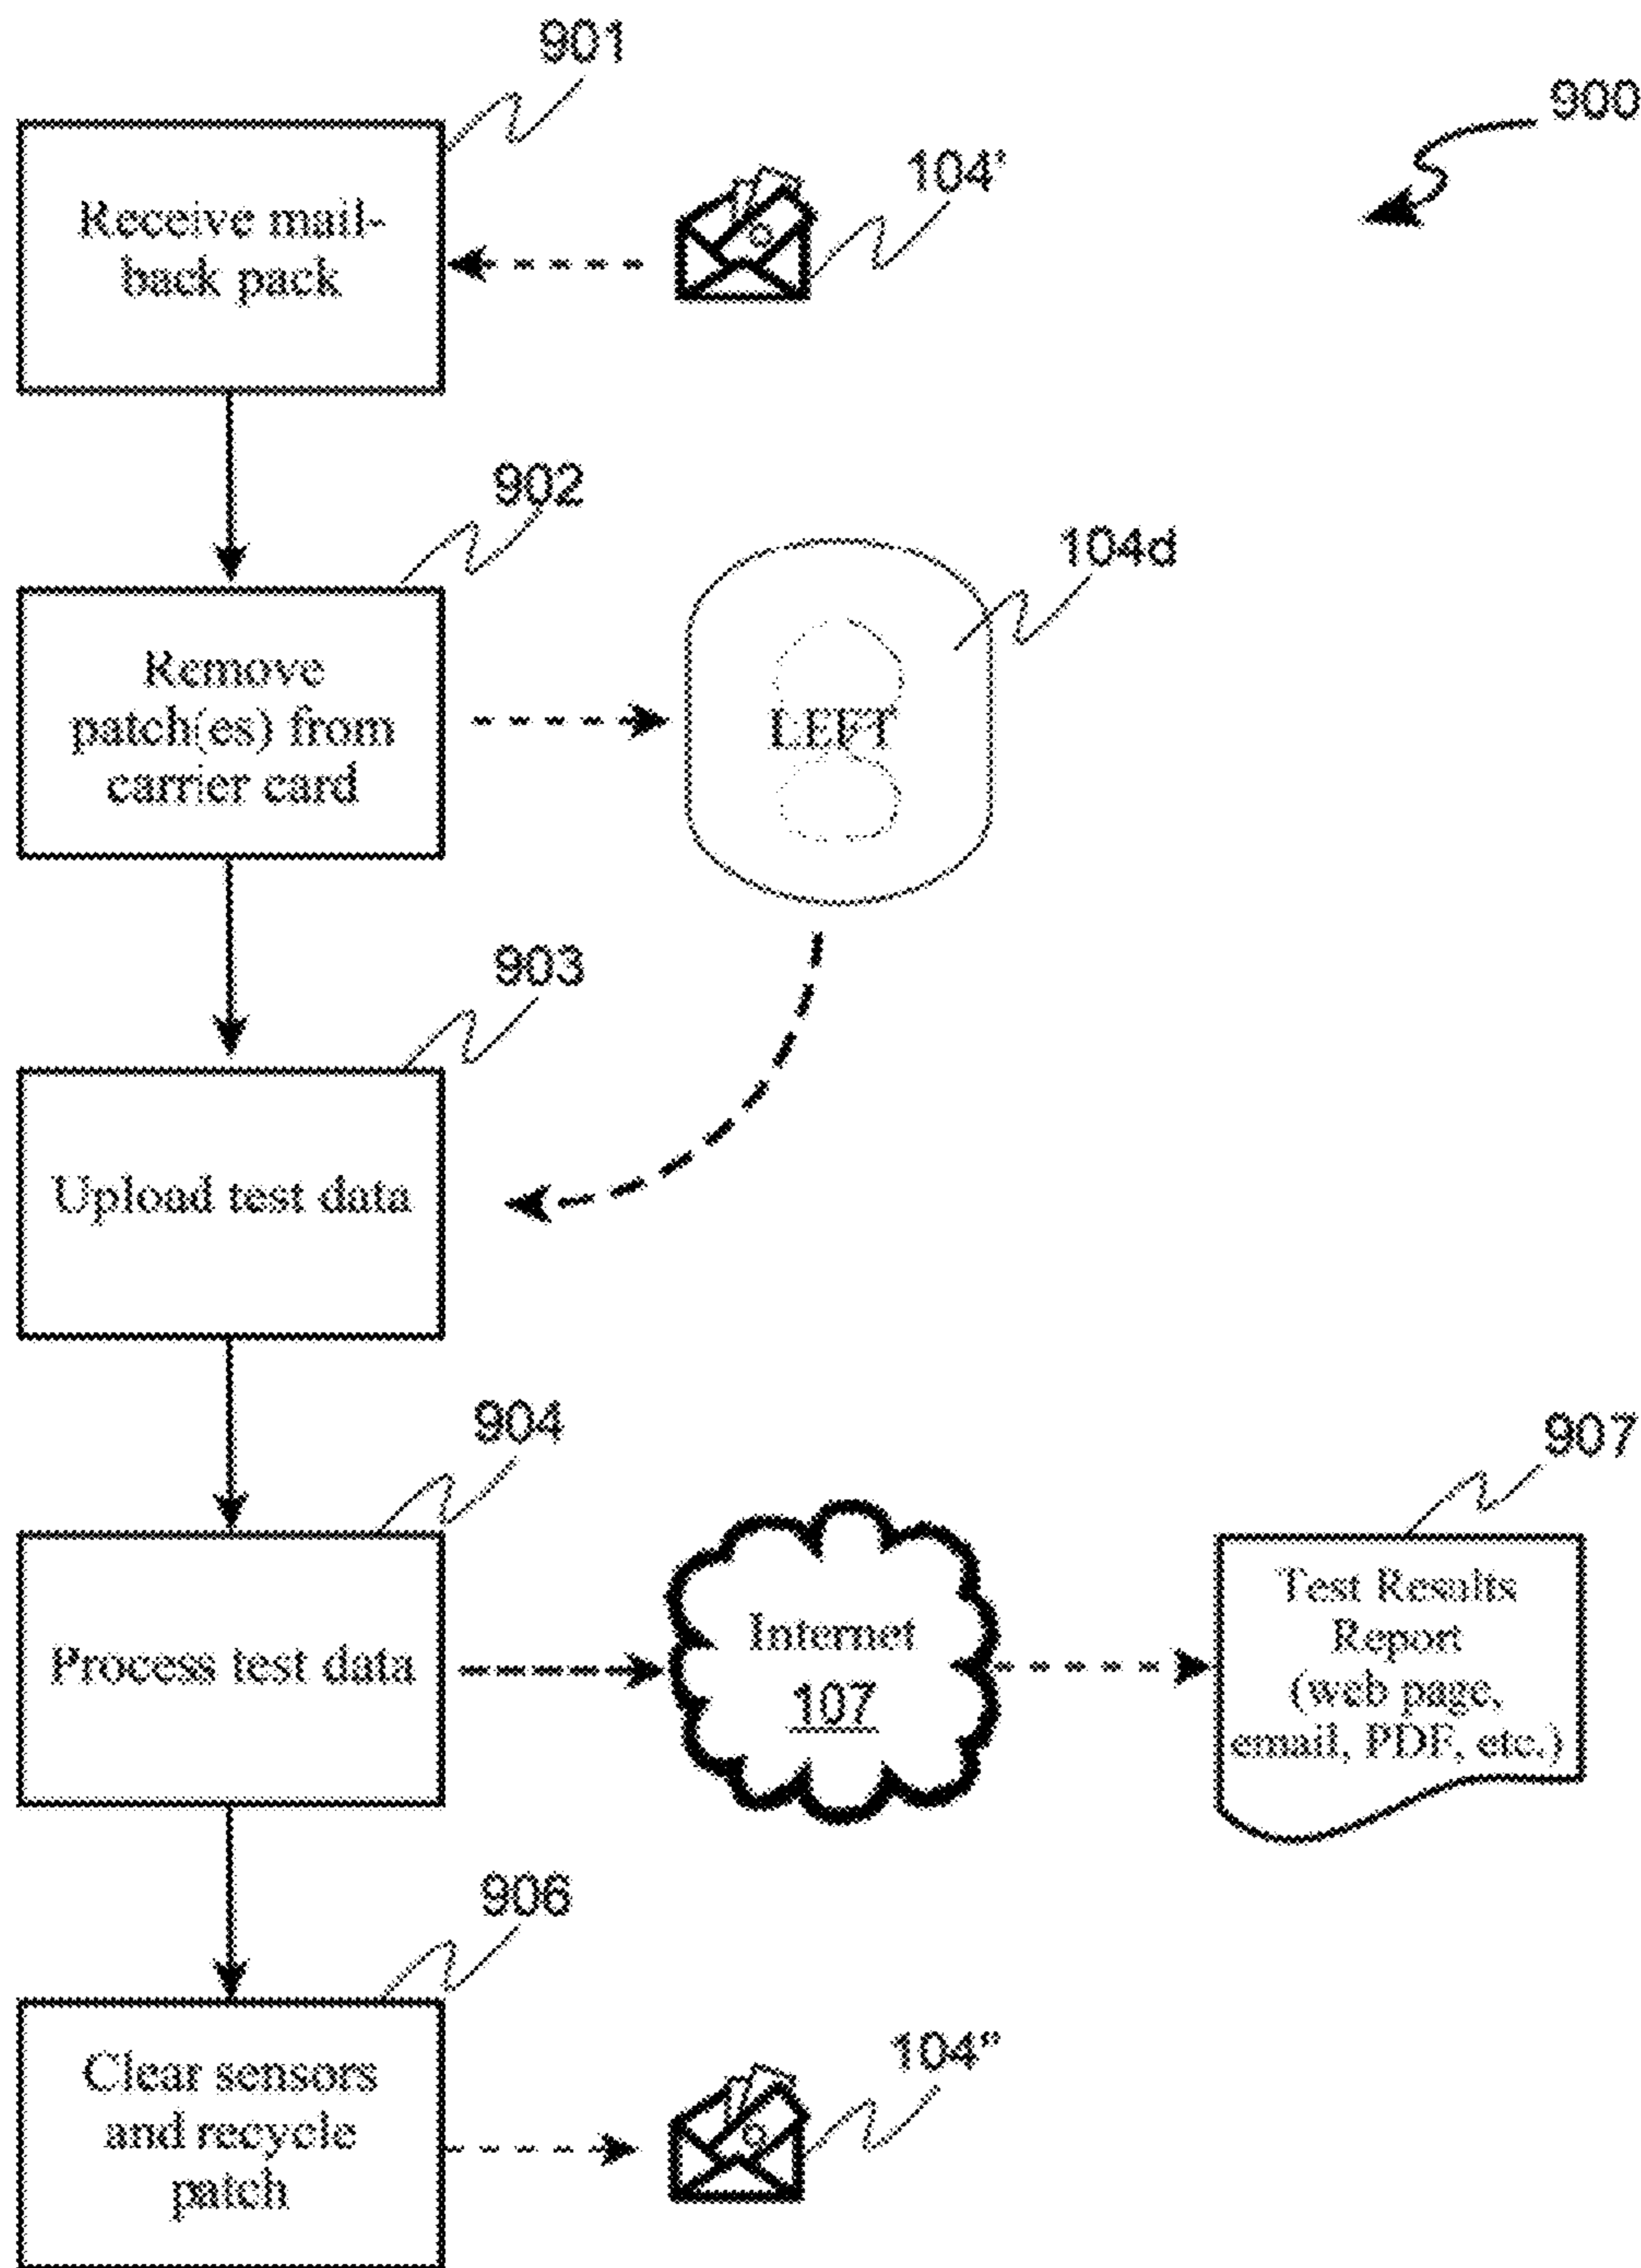 901
900
Receive mail-
back pack
104'
902
Remove
patch(es) from
carrier card
104d
LEFT
903
Upload test data
904
Process test data
Internet
107
907
Test Results
Report
(web page,
email, PDF, etc.)
906
Clear sensors
and recycle
patch
104"